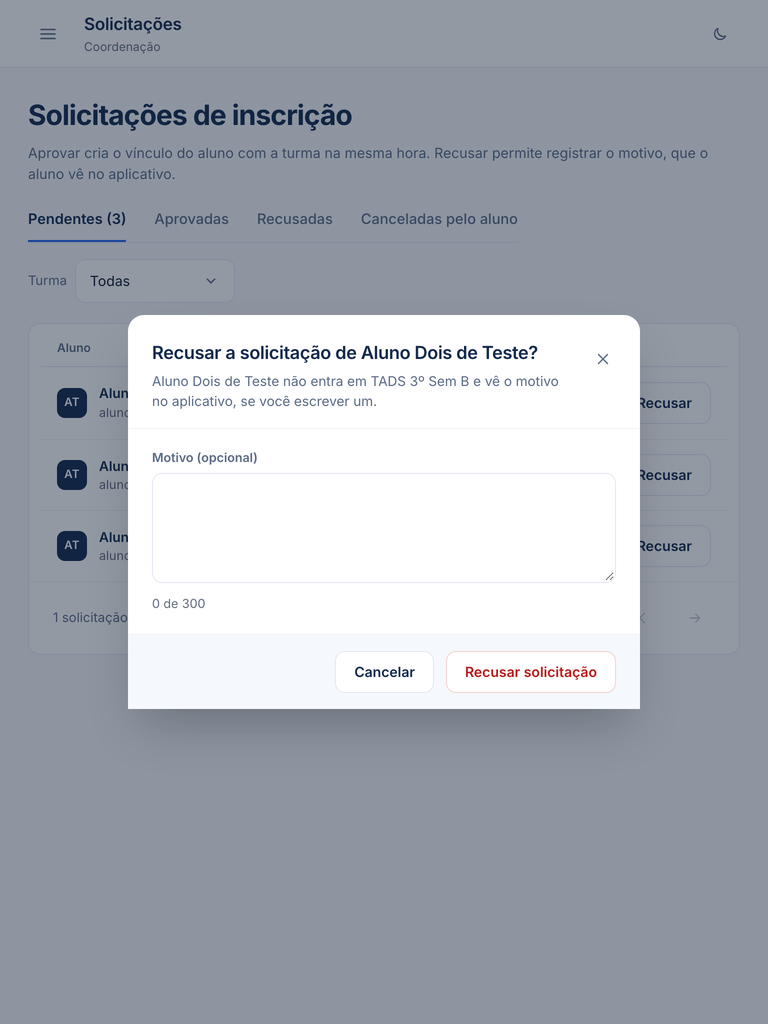 Solicitações
Coordenação
Solicitações de inscrição
Aprovar cria o vínculo do aluno com a turma na mesma hora. Recusar permite registrar o motivo, que o
aluno vê no aplicativo.
Pendentes (3) Aprovadas Recusadas Canceladas pelo aluno
Turma Todas
Aluno
Recusar a solicitação de Aluno Dois de Teste?
Aluno Dois de Teste não entra em TADS 3º Sem B e vê o motivo
no aplicativo, se você escrever um.
AT
Recusar
Motivo (opcional)
AT
Recusar
AT
Recusar
0 de 300
1 solicitação
Cancelar Recusar solicitação